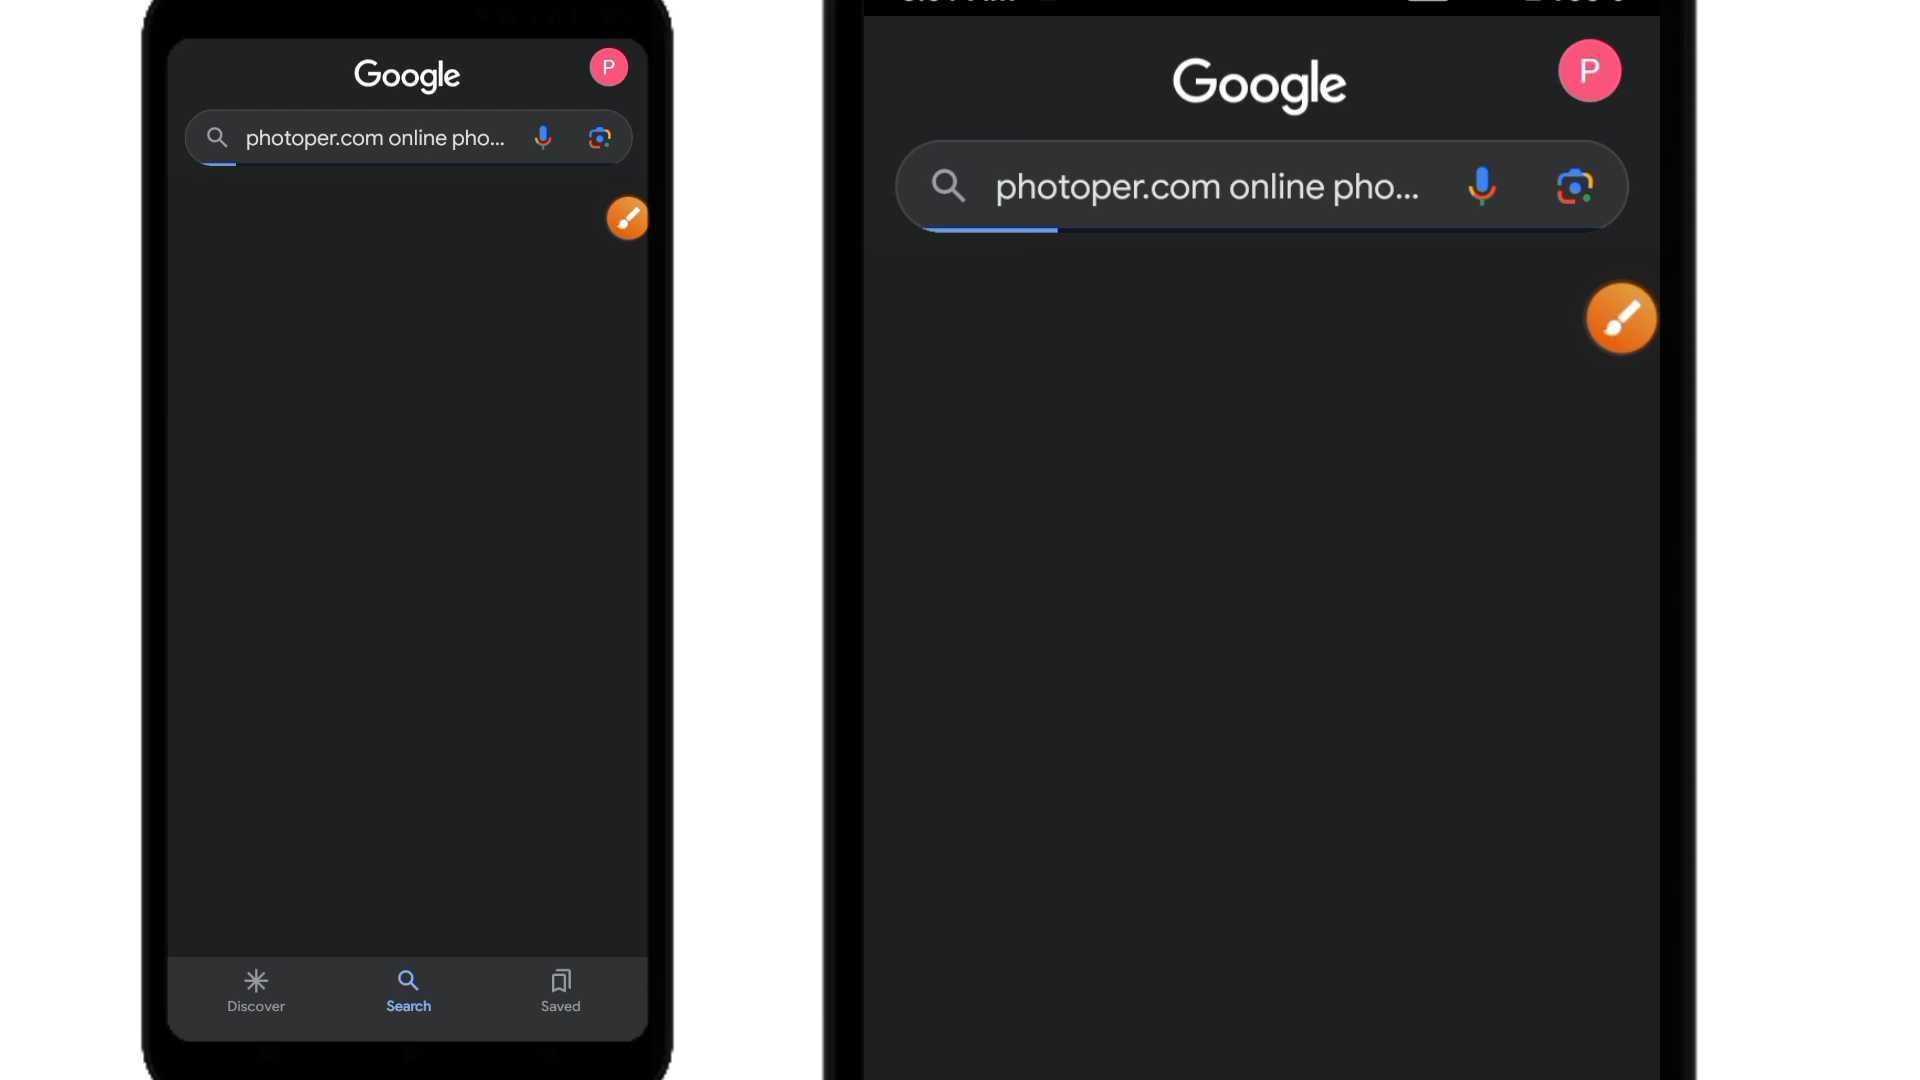 Google
P
photoper.com online pho...
Discover
Search
Saved
Google
P
photoper.com online pho...